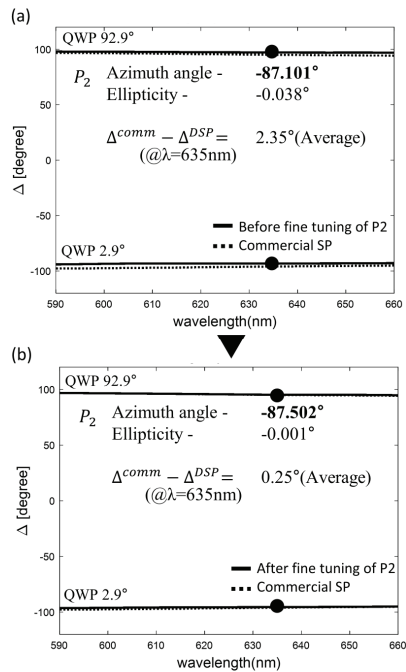 (a)
QWP 92.9°
100
P2 Azimuth angle - -87.101°
Ellipticity - -0.038°
50
Δ^comm − Δ^DSP= 2.35°(Average)
(@λ=635nm)
0
Δ [degree]
-50
Before fine tuning of P2
Commercial SP
QWP 2.9°
-100
590 600 610 620 630 640 650 660
wavelength(nm)
(b)
QWP 92.9°
100
P2 Azimuth angle - -87.502°
Ellipticity - -0.001°
50
Δ^comm − Δ^DSP= 0.25°(Average)
(@λ=635nm)
0
Δ [degree]
-50
After fine tuning of P2
Commercial SP
QWP 2.9°
-100
590 600 610 620 630 640 650 660
wavelength(nm)